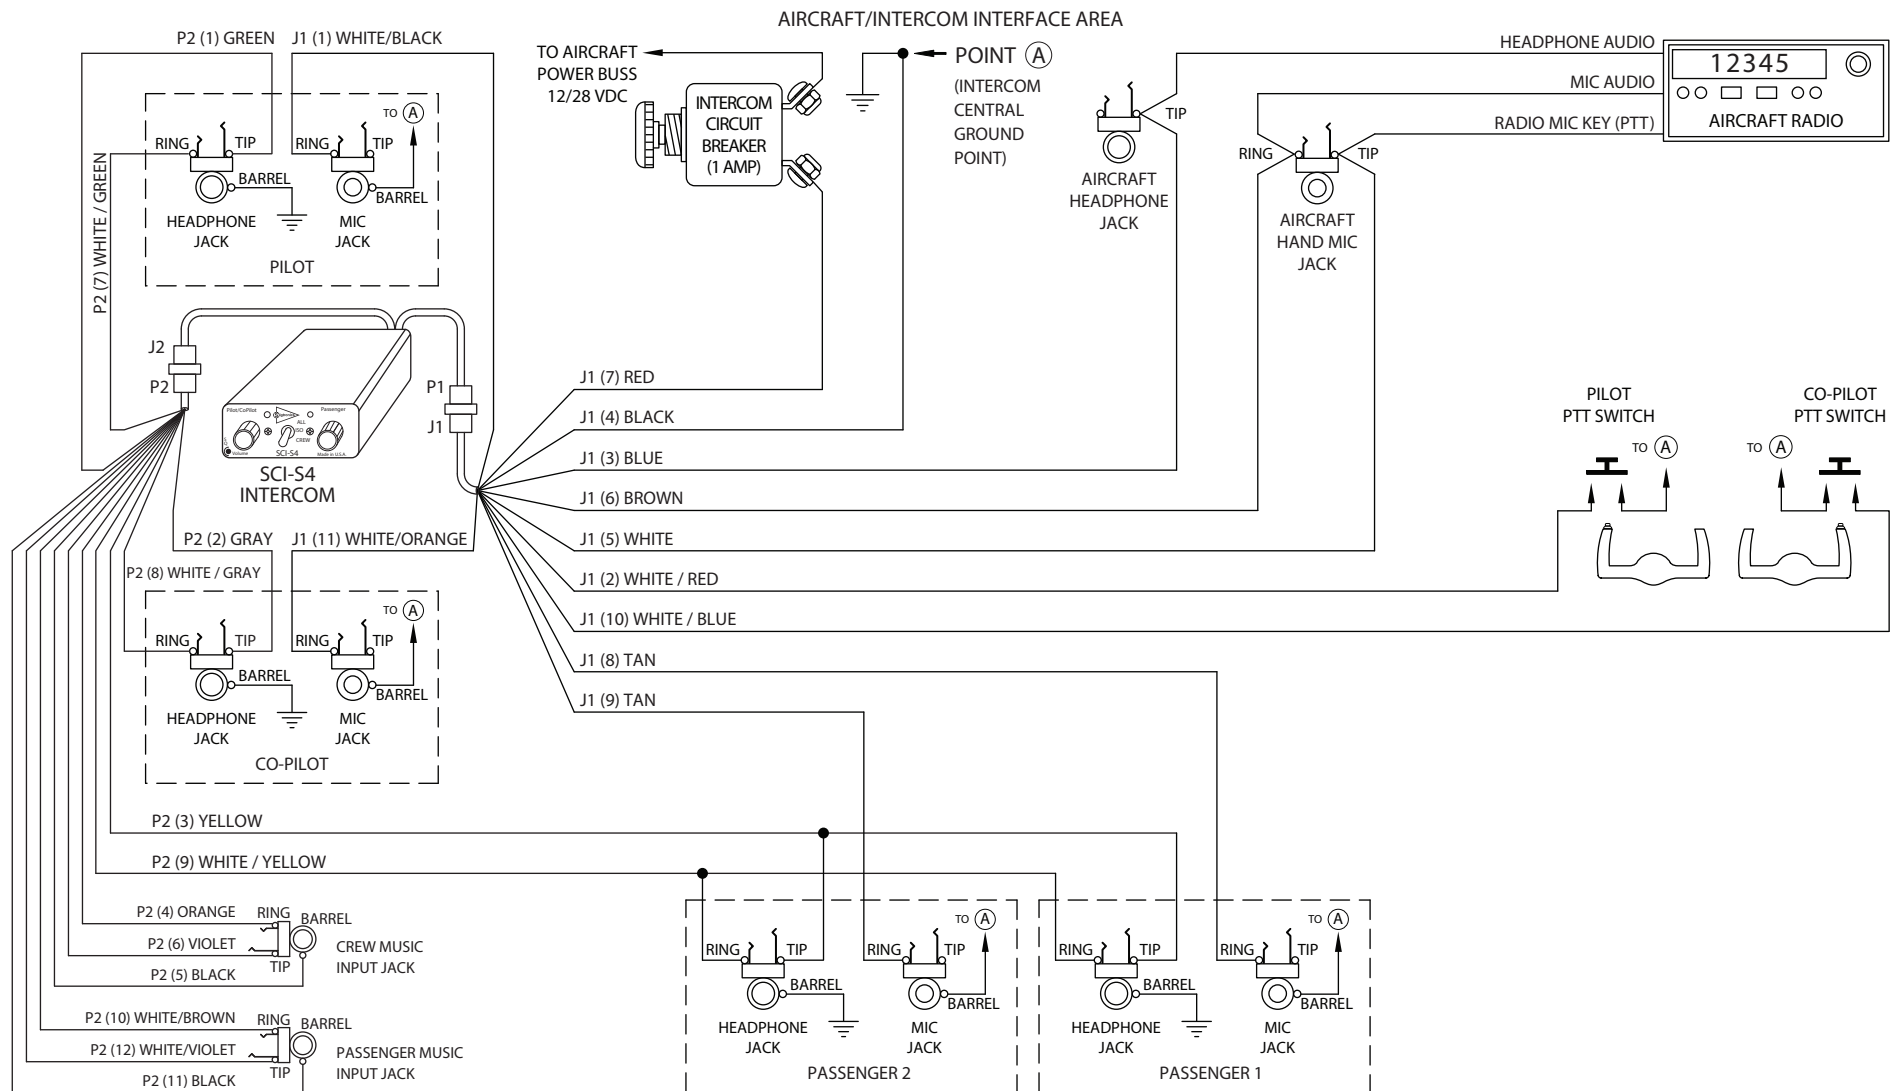 AIRCRAFT/INTERCOM INTERFACE AREA
P2 (1) GREEN
J1 (1) WHITE/BLACK
P2 (7) WHITE / GREEN
TO A
RING
TIP
BARREL
RING
TIP
BARREL
HEADPHONE
JACK
MIC
JACK
PILOT
TO AIRCRAFT
POWER BUSS
12/28 VDC
INTERCOM
CIRCUIT
BREAKER
(1 AMP)
POINT A
(INTERCOM
CENTRAL
GROUND
POINT)
HEADPHONE AUDIO
MIC AUDIO
RADIO MIC KEY (PTT)
12345
AIRCRAFT RADIO
TIP
AIRCRAFT
HEADPHONE
JACK
RING
TIP
AIRCRAFT
HAND MIC
JACK
J2
P2
P1
J1
Pilot/CoPilot
Passenger
ALL
ISO
CREW
Volume
SCI-S4
Made in U.S.A.
SCI-S4
INTERCOM
J1 (7) RED
J1 (4) BLACK
J1 (3) BLUE
J1 (6) BROWN
J1 (5) WHITE
J1 (2) WHITE / RED
J1 (10) WHITE / BLUE
J1 (8) TAN
J1 (9) TAN
PILOT
PTT SWITCH
TO A
CO-PILOT
PTT SWITCH
TO A
P2 (2) GRAY
J1 (11) WHITE/ORANGE
P2 (8) WHITE / GRAY
TO A
RING
TIP
BARREL
RING
TIP
BARREL
HEADPHONE
JACK
MIC
JACK
CO-PILOT
P2 (3) YELLOW
P2 (9) WHITE / YELLOW
P2 (4) ORANGE
P2 (6) VIOLET
P2 (5) BLACK
RING
BARREL
TIP
CREW MUSIC
INPUT JACK
P2 (10) WHITE/BROWN
P2 (12) WHITE/VIOLET
P2 (11) BLACK
RING
BARREL
TIP
PASSENGER MUSIC
INPUT JACK
TO A
RING
TIP
BARREL
RING
TIP
BARREL
HEADPHONE
JACK
MIC
JACK
PASSENGER 2
TO A
RING
TIP
BARREL
RING
TIP
BARREL
HEADPHONE
JACK
MIC
JACK
PASSENGER 1